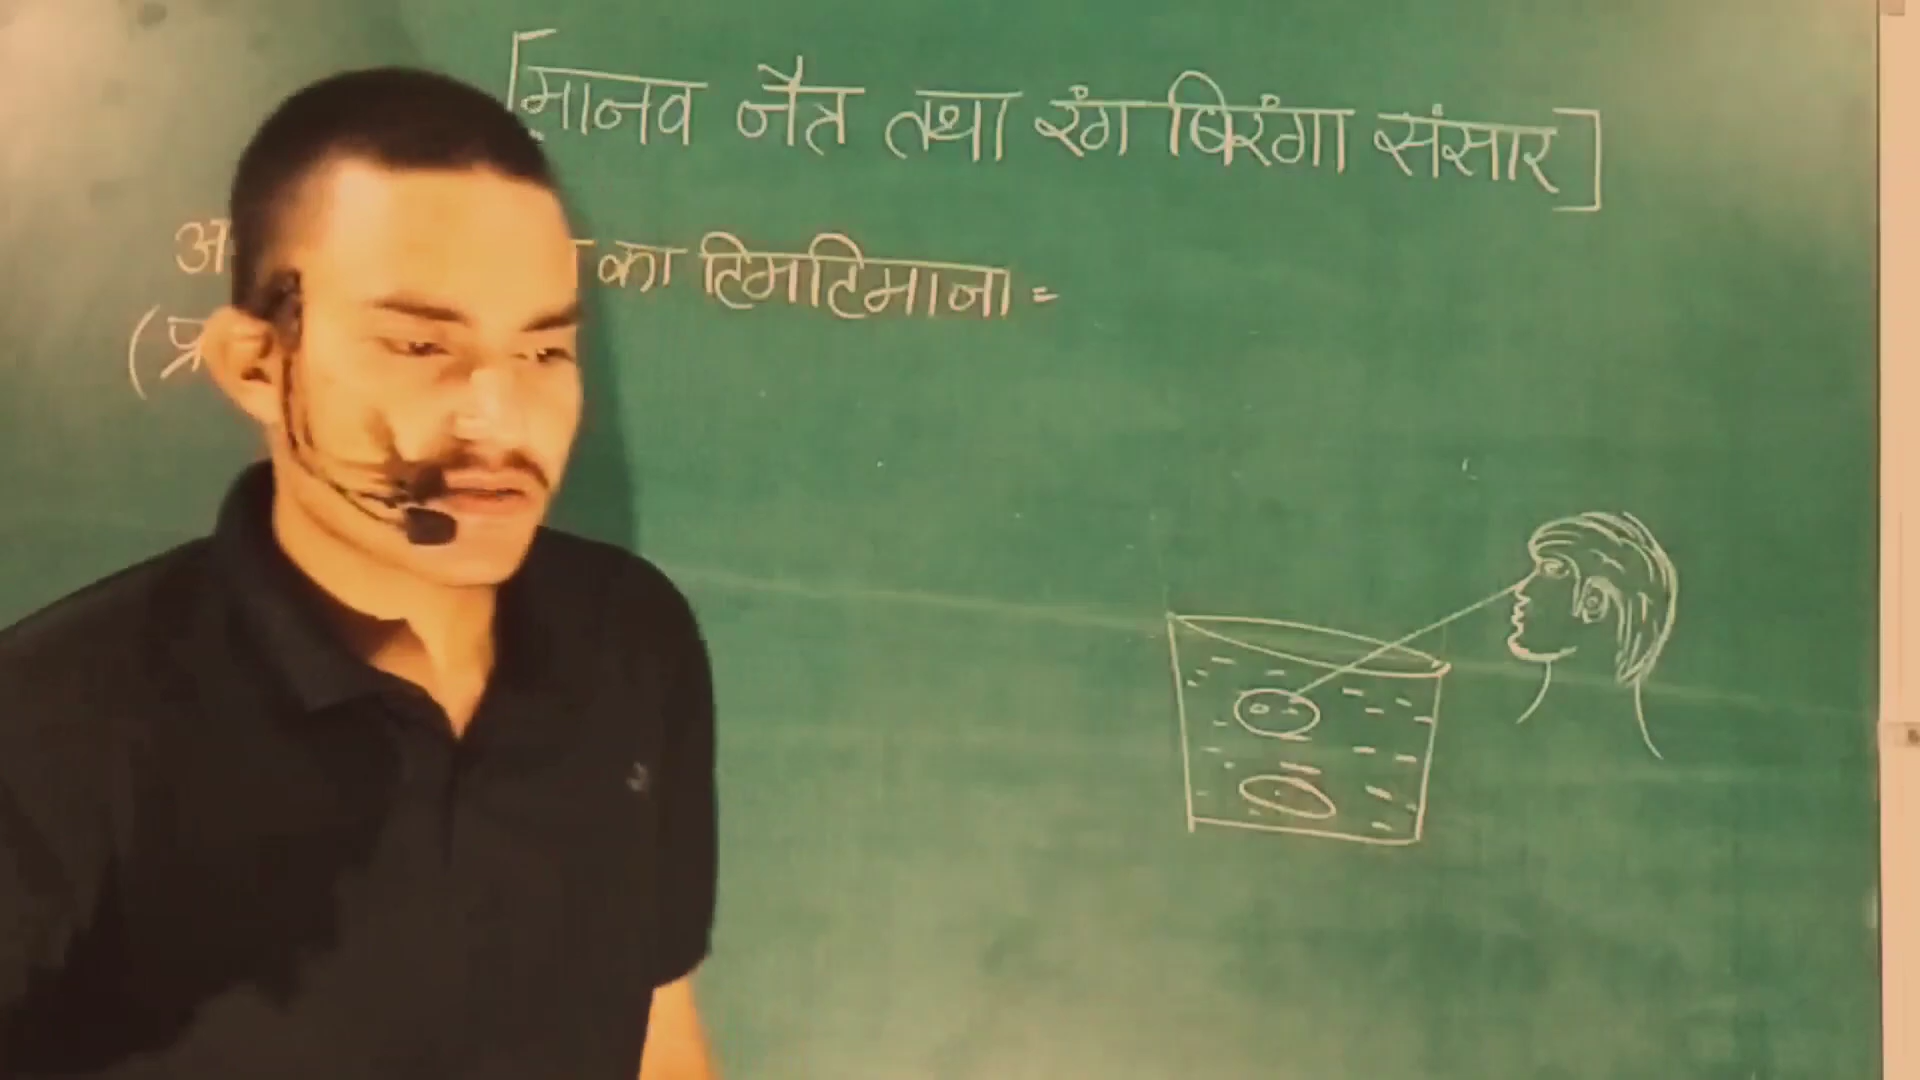 [मानव नेत्र तथा रंग बिरंगा संसार]
का टिमटिमाना =
(प्र